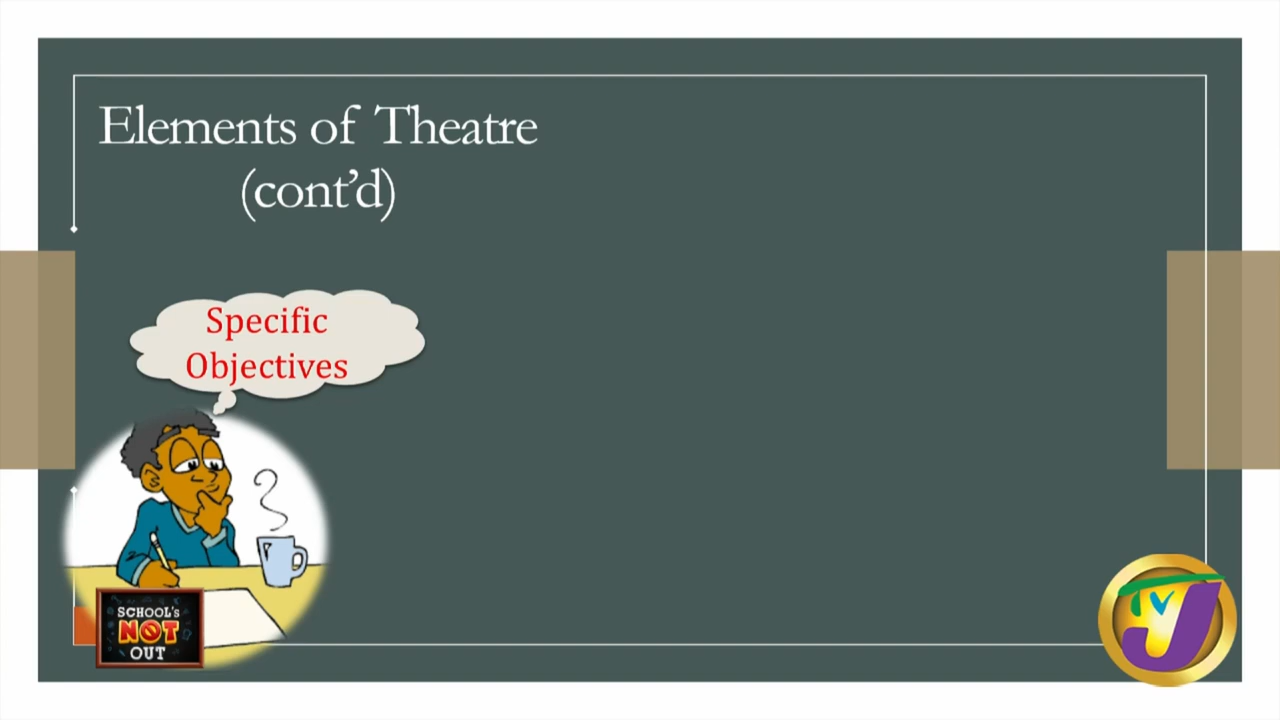 Elements of Theatre
(cont'd)
Specific
Objectives
SCHOOL's
NOT
OUT
TVJ